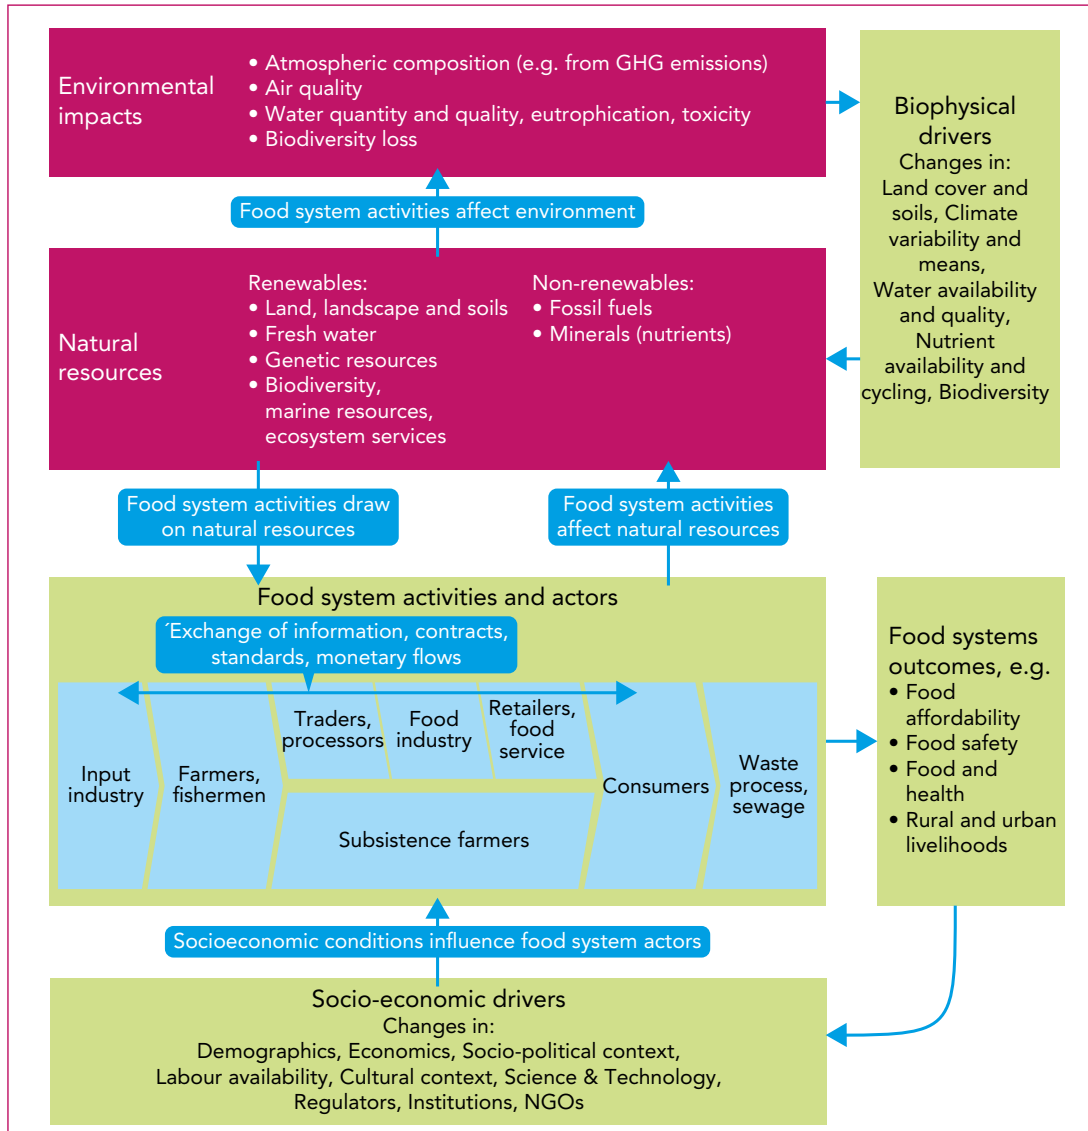 Environmental
impacts
• Atmospheric composition (e.g. from GHG emissions)
• Air quality
• Water quantity and quality, eutrophication, toxicity
• Biodiversity loss
Biophysical
drivers
Changes in:
Land cover and
soils, Climate
variability and
means,
Water availability
and quality,
Nutrient
availability and
cycling, Biodiversity
Food system activities affect environment
Natural
resources
Renewables:
• Land, landscape and soils
• Fresh water
• Genetic resources
• Biodiversity,
marine resources,
ecosystem services
Non-renewables:
• Fossil fuels
• Minerals (nutrients)
Food system activities draw
on natural resources
Food system activities
affect natural resources
Food system activities and actors
´Exchange of information, contracts,
standards, monetary flows
Input
industry
Farmers,
fishermen
Traders,
processors
Food
industry
Retailers,
food
service
Subsistence farmers
Consumers
Waste
process,
sewage
Food systems
outcomes, e.g.
• Food
affordability
• Food safety
• Food and
health
• Rural and urban
livelihoods
Socioeconomic conditions influence food system actors
Socio-economic drivers
Changes in:
Demographics, Economics, Socio-political context,
Labour availability, Cultural context, Science & Technology,
Regulators, Institutions, NGOs